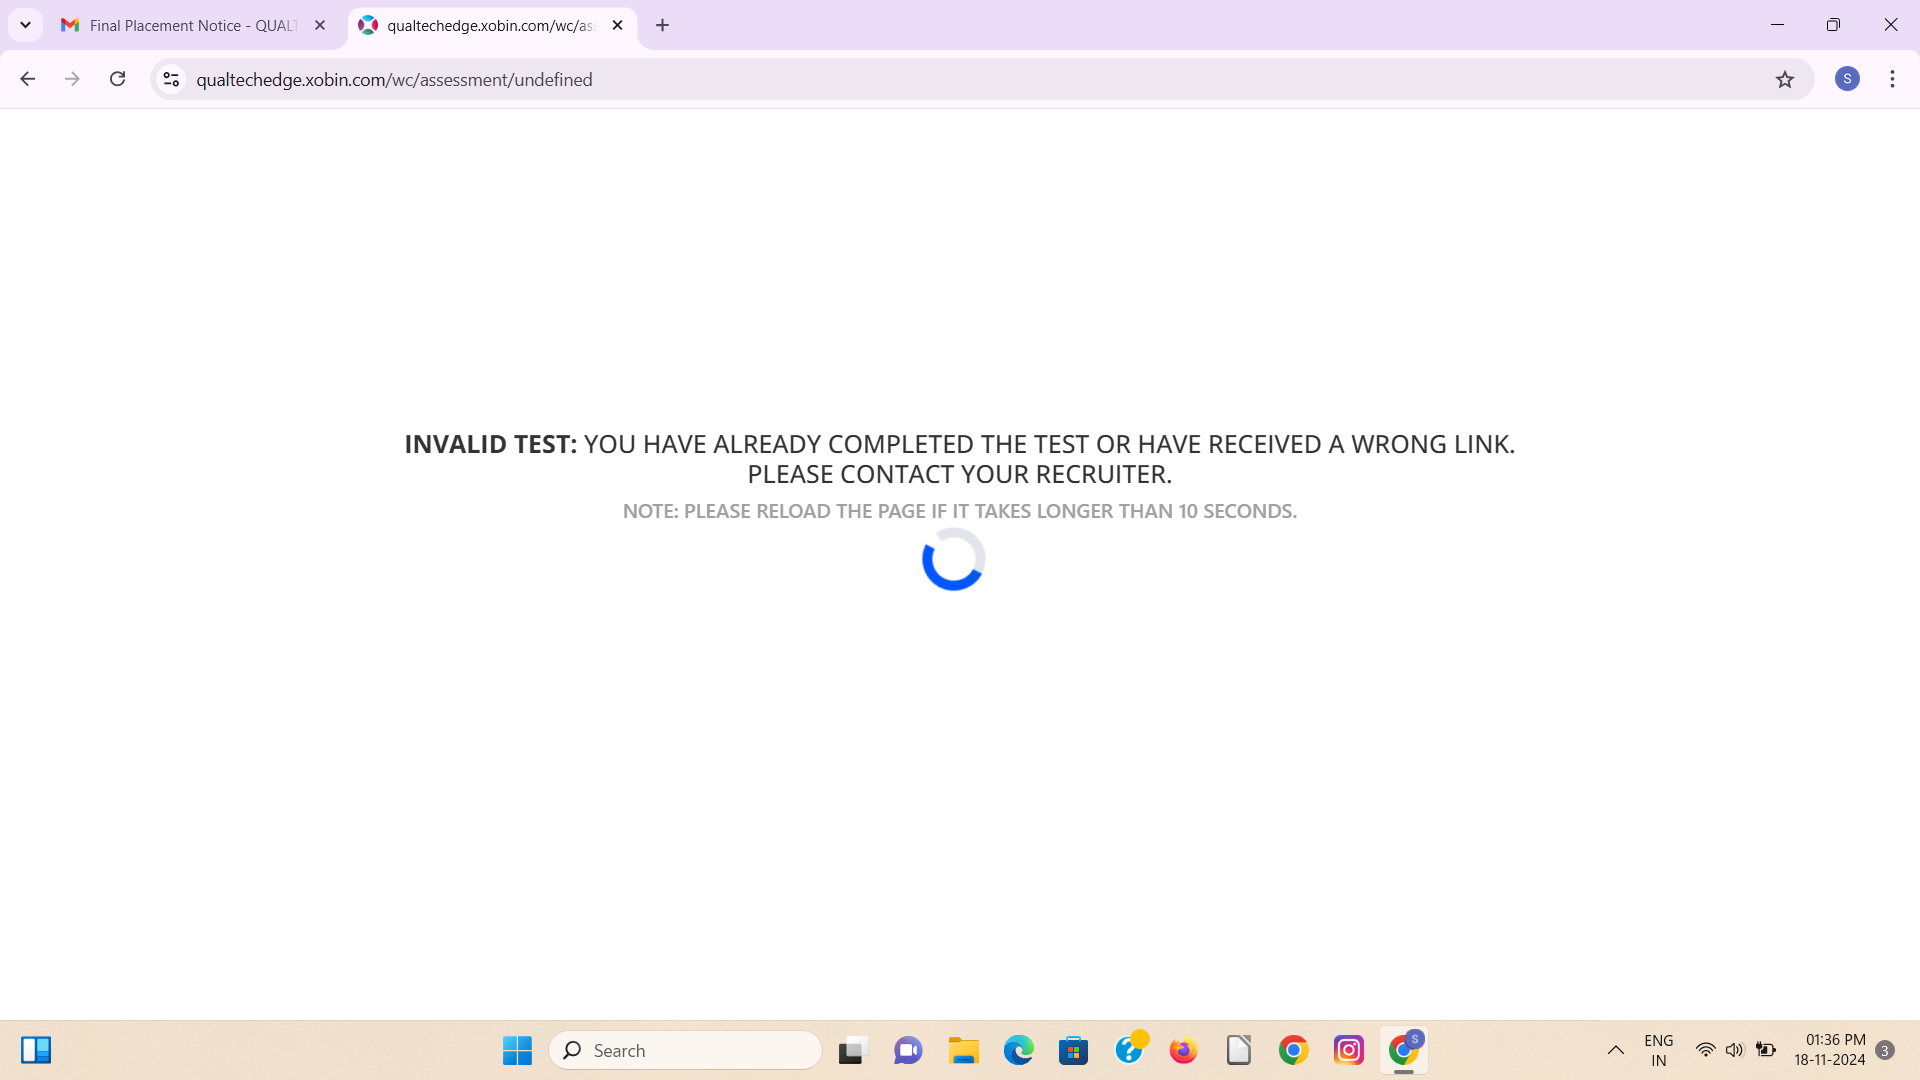 Final Placement Notice - QUALT
qualtechedge.xobin.com/wc/ass
qualtechedge.xobin.com/wc/assessment/undefined
S
INVALID TEST: YOU HAVE ALREADY COMPLETED THE TEST OR HAVE RECEIVED A WRONG LINK.
PLEASE CONTACT YOUR RECRUITER.
NOTE: PLEASE RELOAD THE PAGE IF IT TAKES LONGER THAN 10 SECONDS.
Search
S
ENG
IN
01:36 PM
18-11-2024
3